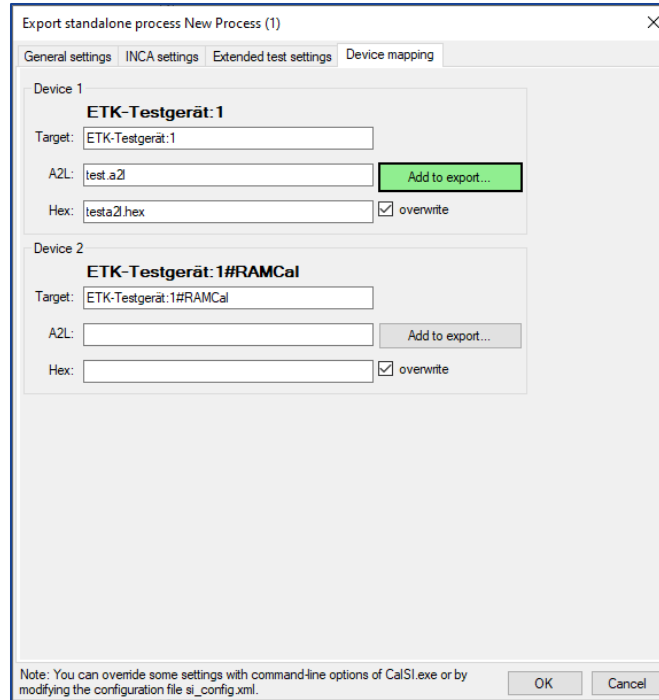 Export standalone process New Process (1)
General settings INCA settings Extended test settings Device mapping
Device 1
ETK-Testgerät:1
Target: ETK-Testgerät:1
A2L: test.a2l Add to export...
Hex: testa2l.hex overwrite
Device 2
ETK-Testgerät:1#RAMCal
Target: ETK-Testgerät:1#RAMCal
A2L: Add to export...
Hex: overwrite
Note: You can override some settings with command-line options of CalSI.exe or by
modifying the configuration file si_config.xml.
OK Cancel